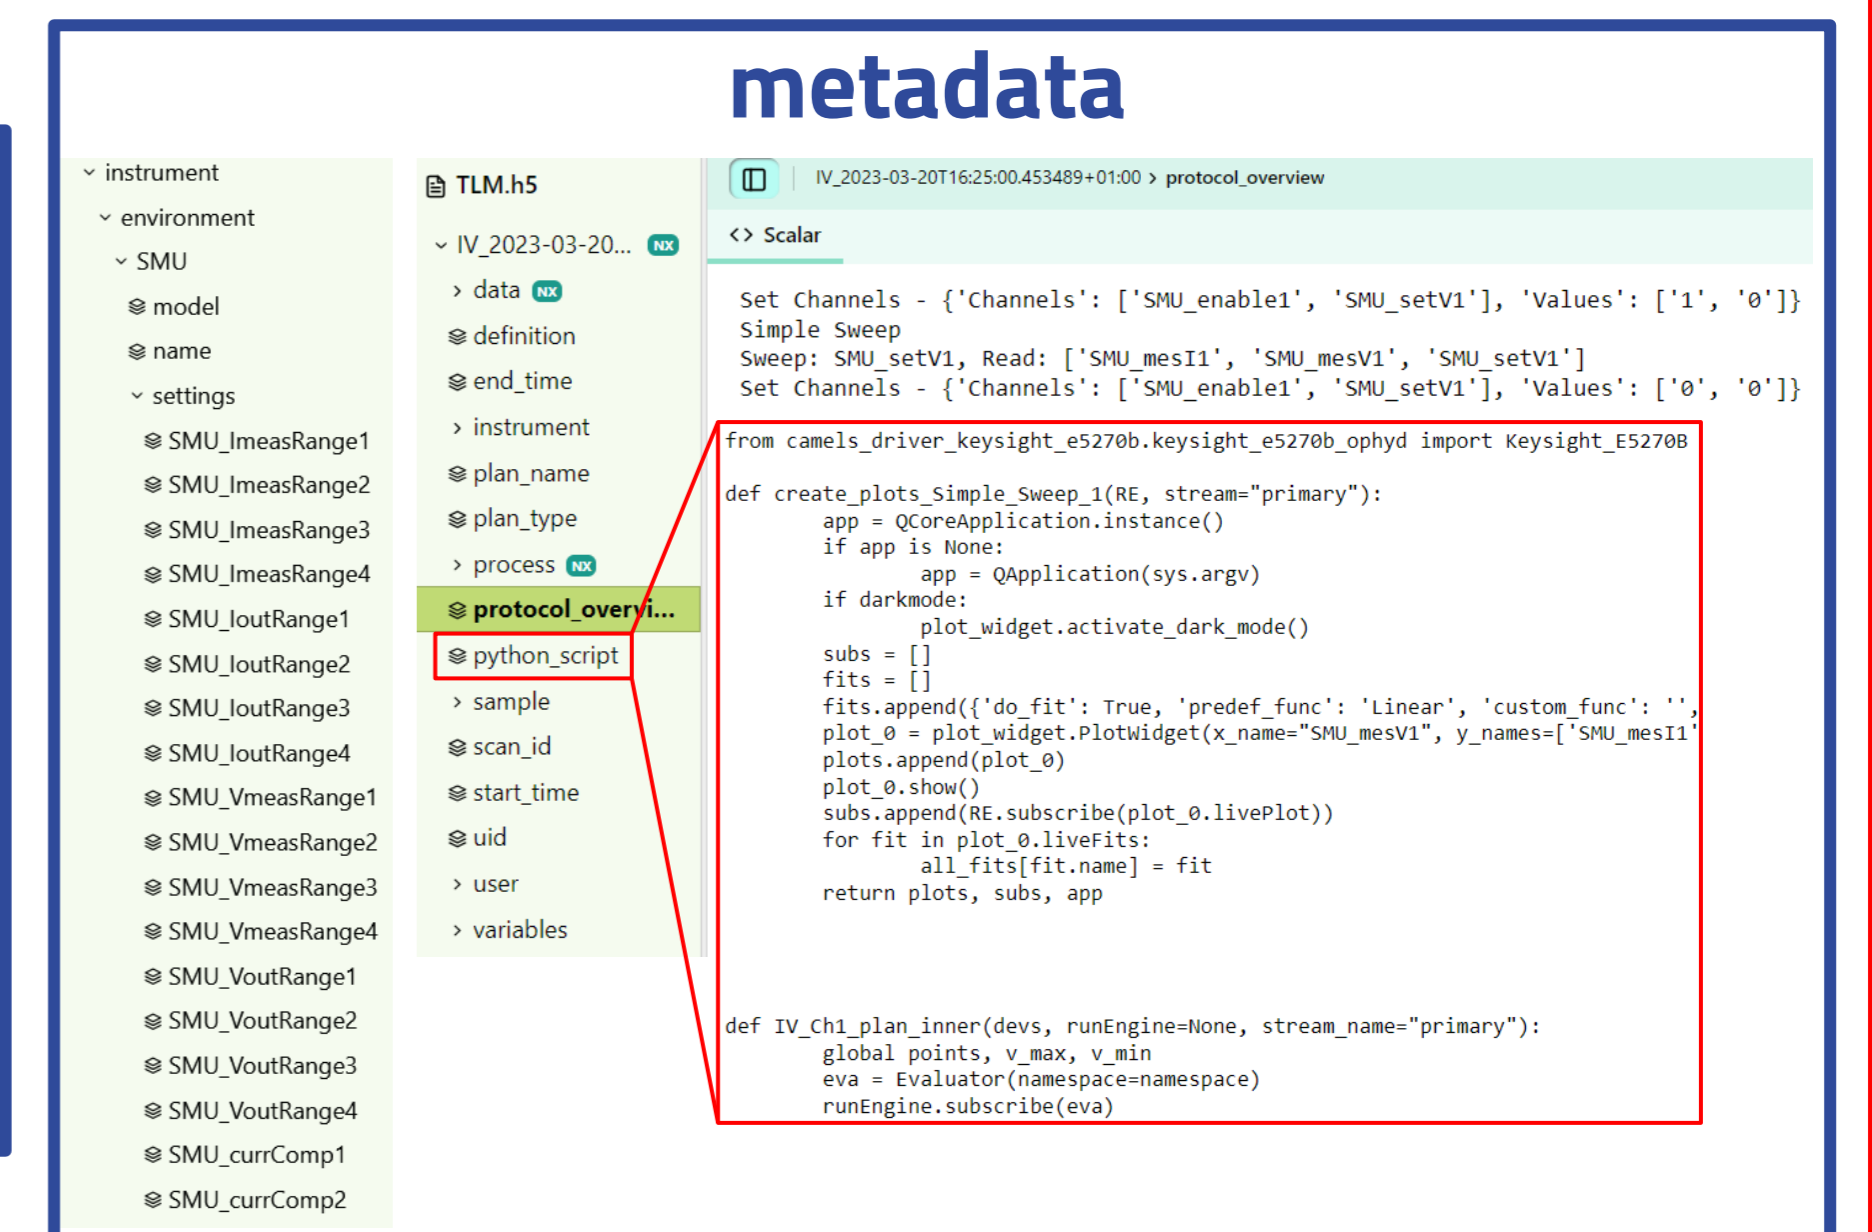 metadata
instrument
environment
SMU
model
name
settings
SMU_ImeasRange1
SMU_ImeasRange2
SMU_ImeasRange3
SMU_ImeasRange4
SMU_IoutRange1
SMU_IoutRange2
SMU_IoutRange3
SMU_IoutRange4
SMU_VmeasRange1
SMU_VmeasRange2
SMU_VmeasRange3
SMU_VmeasRange4
SMU_VoutRange1
SMU_VoutRange2
SMU_VoutRange3
SMU_VoutRange4
SMU_currComp1
SMU_currComp2
TLM.h5
IV_2023-03-20... NX
data NX
definition
end_time
instrument
plan_name
plan_type
process NX
protocol_overvi...
python_script
sample
scan_id
start_time
uid
user
variables
IV_2023-03-20T16:25:00.453489+01:00 > protocol_overview
<> Scalar
Set Channels - {'Channels': ['SMU_enable1', 'SMU_setV1'], 'Values': ['1', '0']}
Simple Sweep
Sweep: SMU_setV1, Read: ['SMU_mesI1', 'SMU_mesV1', 'SMU_setV1']
Set Channels - {'Channels': ['SMU_enable1', 'SMU_setV1'], 'Values': ['0', '0']}
from camels_driver_keysight_e5270b.keysight_e5270b_ophyd import Keysight_E5270B
def create_plots_Simple_Sweep_1(RE, stream="primary"):
app = QCoreApplication.instance()
if app is None:
app = QApplication(sys.argv)
if darkmode:
plot_widget.activate_dark_mode()
subs = []
fits = []
fits.append({'do_fit': True, 'predef_func': 'Linear', 'custom_func': '',
plot_0 = plot_widget.PlotWidget(x_name="SMU_mesV1", y_names=['SMU_mesI1'
plots.append(plot_0)
plot_0.show()
subs.append(RE.subscribe(plot_0.livePlot))
for fit in plot_0.liveFits:
all_fits[fit.name] = fit
return plots, subs, app
def IV_Ch1_plan_inner(devs, runEngine=None, stream_name="primary"):
global points, v_max, v_min
eva = Evaluator(namespace=namespace)
runEngine.subscribe(eva)